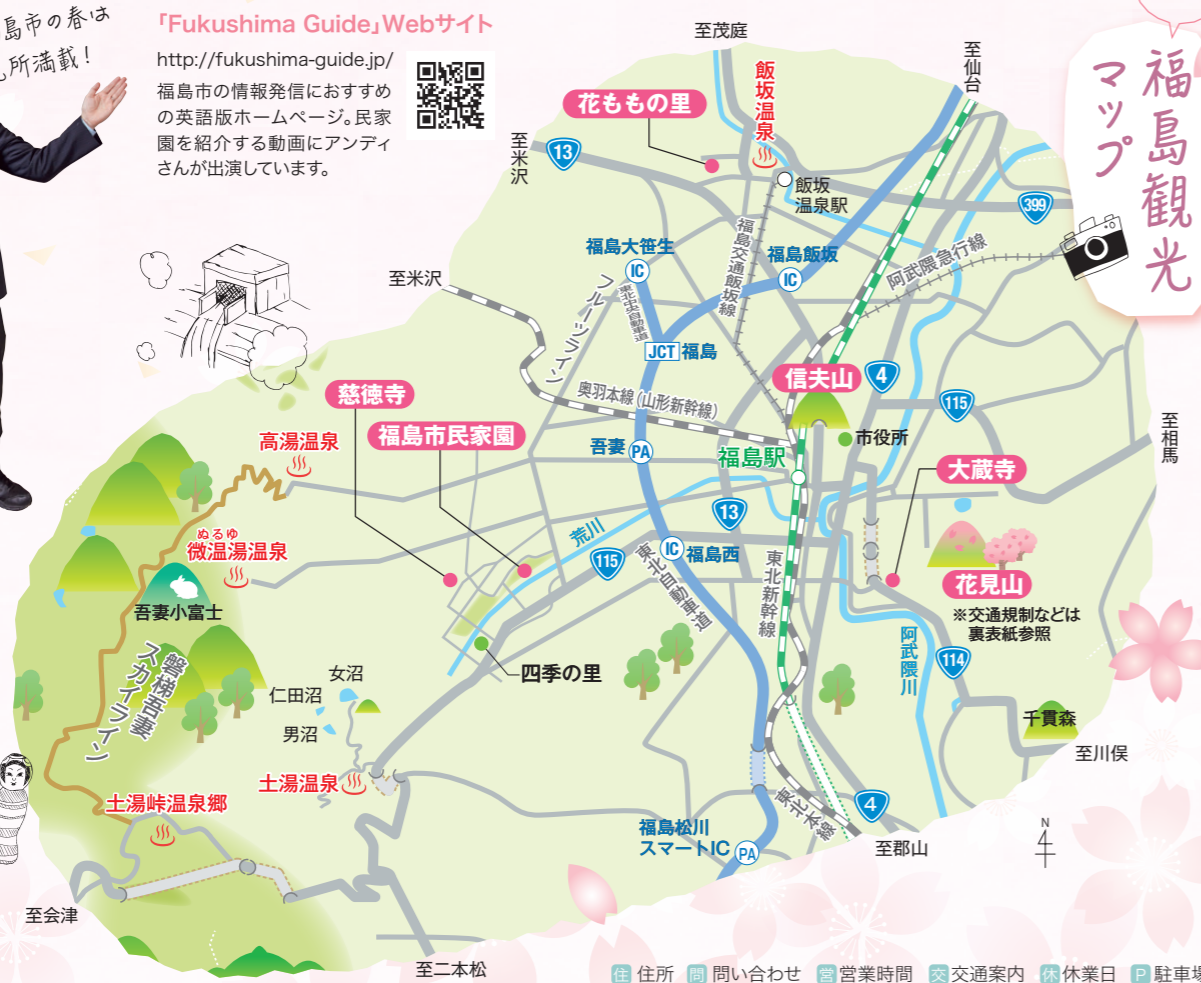 島市の春は
所満載!
「Fukushima Guide」Webサイト
http://fukushima-guide.jp/
福島市の情報発信におすすめ
の英語版ホームページ。民家
園を紹介する動画にアンディ
さんが出演しています。
福島観光
マップ
至茂庭
至仙台
飯坂温泉
花ももの里
至米沢
13
飯坂
温泉駅
399
福島大笹生
IC
福島交通飯坂線
福島飯坂
IC
阿武隈急行線
至米沢
フルーツライン
東北中央自動車道
JCT 福島
奥羽本線(山形新幹線)
信夫山
4
115
至相馬
慈徳寺
福島市民家園
高湯温泉
吾妻 PA
福島駅
市役所
大蔵寺
ぬるゆ
微温湯温泉
荒川
13
115
IC 福島西
東北自動車道
東北新幹線
花見山
※交通規制などは
裏表紙参照
吾妻小富士
磐梯吾妻
スカイライン
四季の里
阿武隈川
114
女沼
仁田沼
男沼
千貫森
至川俣
土湯温泉
土湯峠温泉郷
東北本線
4
福島松川
スマートIC PA
至郡山
N
至会津
至二本松
住 住所 問 問い合わせ 営 営業時間 交 交通案内 休 休業日 P 駐車場